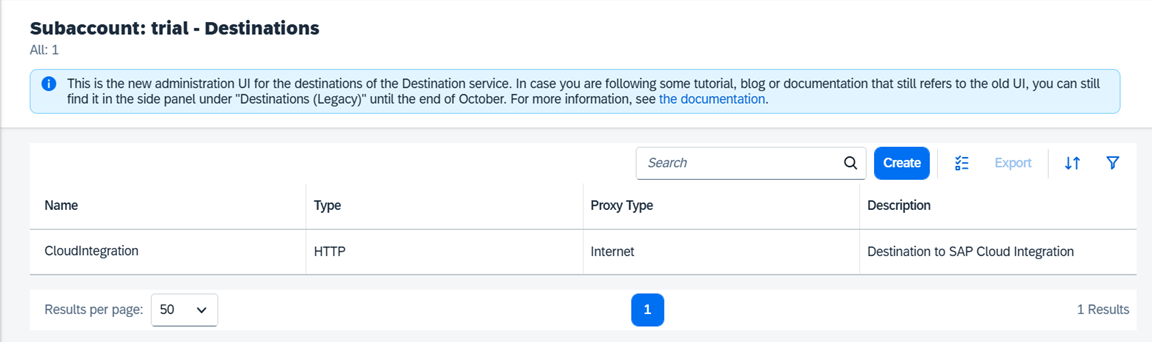 Subaccount: trial - Destinations
All: 1
This is the new administration UI for the destinations of the Destination service. In case you are following some tutorial, blog or documentation that still refers to the old UI, you can still
find it in the side panel under "Destinations (Legacy)" until the end of October. For more information, see the documentation.
Search Create Export
Name Type Proxy Type Description
CloudIntegration HTTP Internet Destination to SAP Cloud Integration
Results per page: 50 1 1 Results